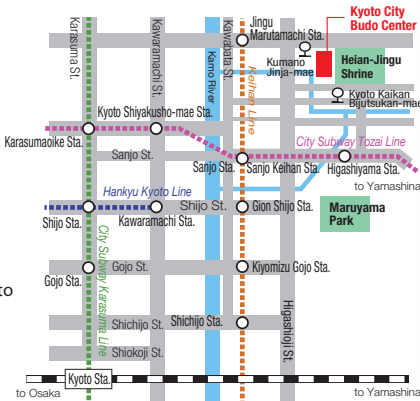 Karasuma St.
Kawaramachi St.
Kawabata St.
Kamo River
Jingu
Marutamachi Sta.
Keihan Line
Kyoto City
Budo Center
Kumano
Jinja-mae
Heian-Jingu
Shrine
Kyoto Kaikan
Bijutsukan-mae
Kyoto Shiyakusho-mae Sta.
Karasumaoike Sta.
City Subway Tozai Line
Sanjo St.
Sanjo Sta.
Sanjo Keihan Sta.
Higashiyama Sta.
to Yamashina
Hankyu Kyoto Line
Shijo St.
Shijo Sta.
Kawaramachi Sta.
Gion Shijo Sta.
Maruyama
Park
City Subway Karasuma Line
Gojo St.
Gojo Sta.
Kiyomizu Gojo Sta.
to
Higashioji St.
Shichijo St.
Shichijo Sta.
Shiokoji St.
Kyoto Sta.
to Osaka
to Yamashina